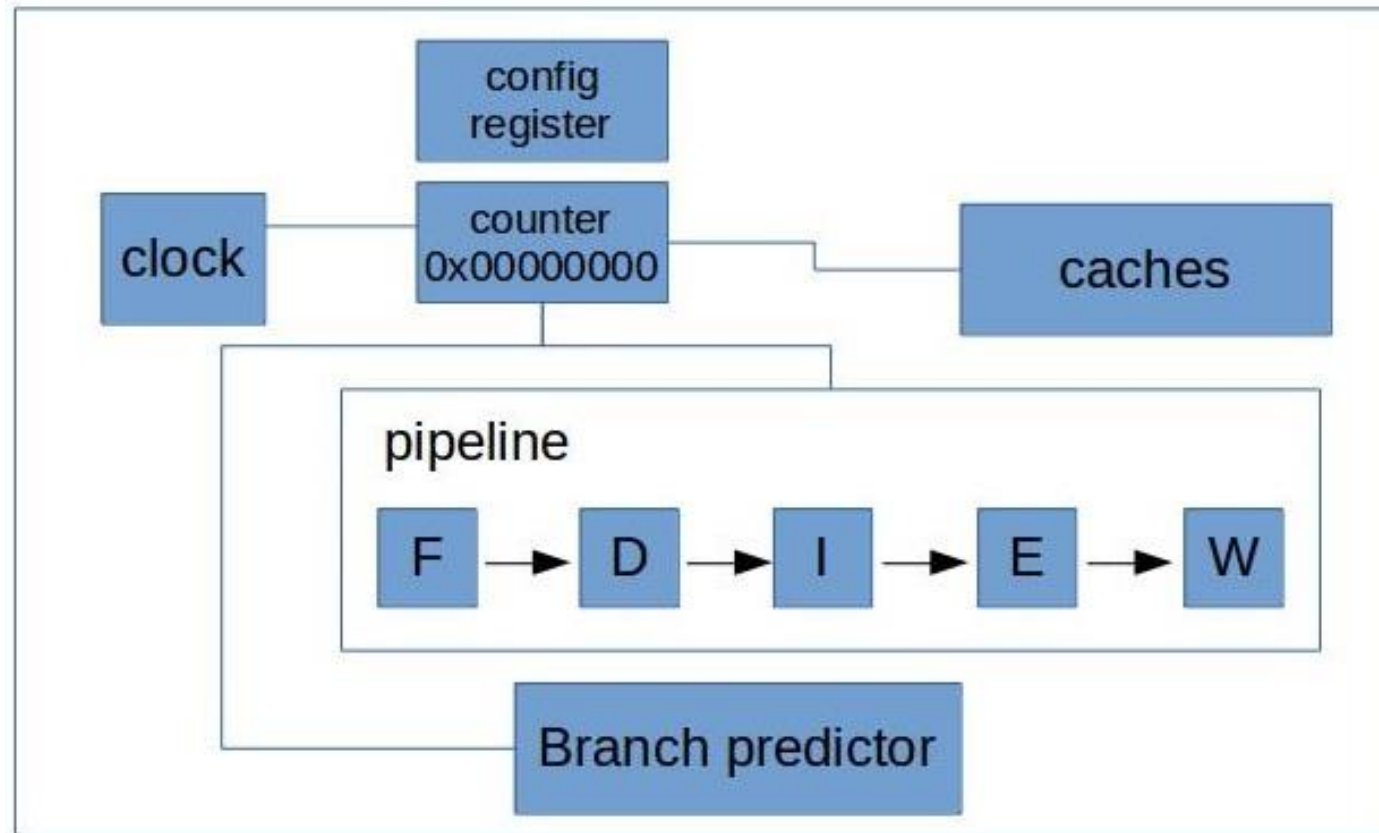 config
register
clock
counter
0x00000000
caches
pipeline
F
D
I
E
W
Branch predictor